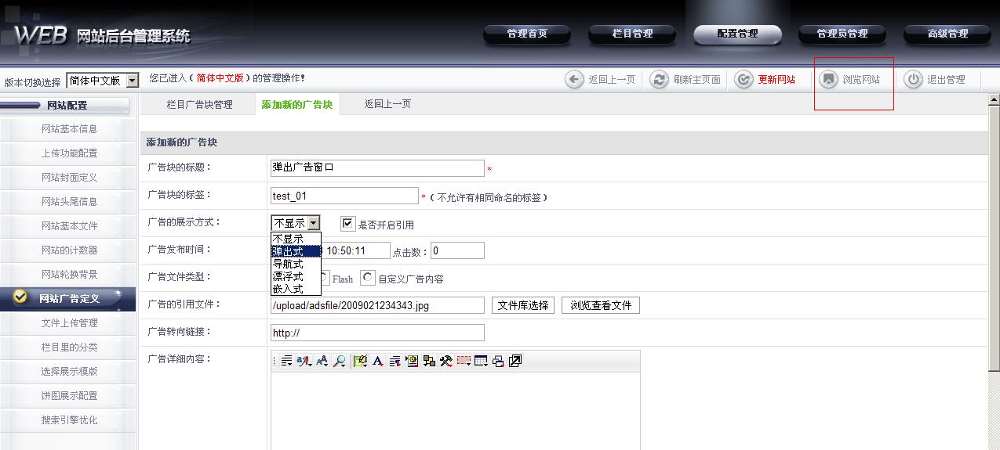 WEB 网站后台管理系统
管理首页
栏目管理
配置管理
管理员管理
高级管理
版本切换选择 简体中文版
您已进入(简体中文版)的管理操作!
返回上一页
刷新主页面
更新网站
浏览网站
退出管理
网站配置
网站基本信息
上传功能配置
网站封面定义
网站头尾信息
网站基本文件
网站的计数器
网站轮换背景
网站广告定义
文件上传管理
栏目里的分类
选择展示模版
饼图展示配置
搜索引擎优化
栏目广告块管理
添加新的广告块
返回上一页
添加新的广告块
广告块的标题: 弹出广告窗口 *
广告块的标签: test_01 *(不允许有相同命名的标签)
广告的展示方式: 不显示 是否开启引用
不显示
弹出式
导航式
漂浮式
嵌入式
广告发布时间: 10:50:11 点击数: 0
广告文件类型: Flash 自定义广告内容
广告的引用文件: /upload/adsfile/2009021234343.jpg 文件库选择 浏览查看文件
广告转向链接: http://
广告详细内容: